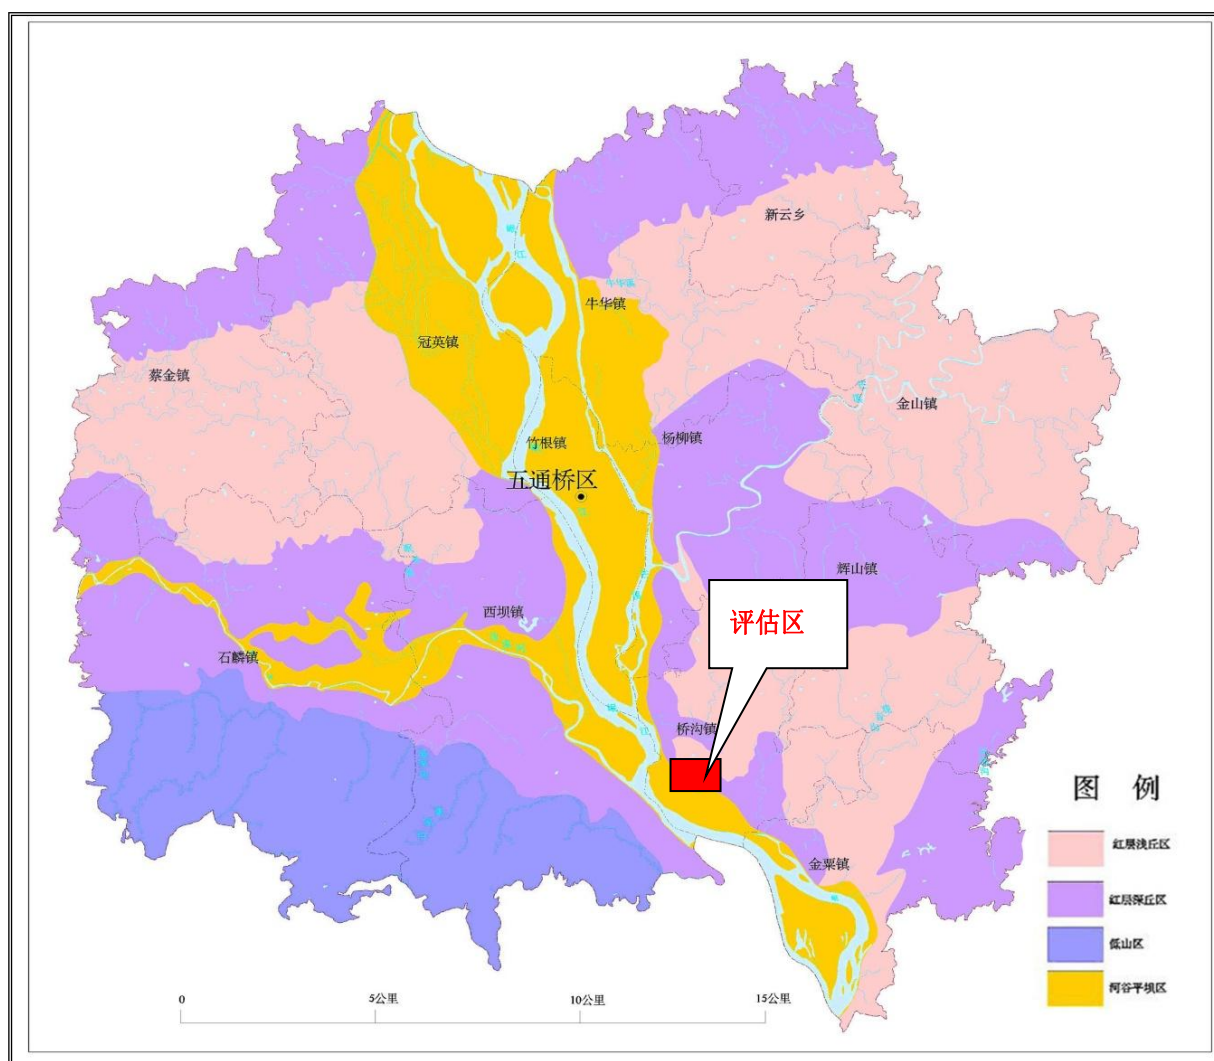 新云乡
牛华溪
牛华镇
冠英镇
蔡金镇
金山镇
杨柳镇
竹根镇
五通桥区
辉山镇
西坝镇
评估区
石麟镇
桥沟镇
金粟镇
图 例
红层浅丘区
红层深丘区
低山区
河谷平坝区
0
5公里
10公里
15公里